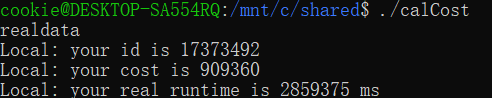 cookie@DESKTOP-SA554RQ:/mnt/c/shared$ ./calCost
realdata
Local: your id is 17373492
Local: your cost is 909360
Local: your real runtime is 2859375 ms